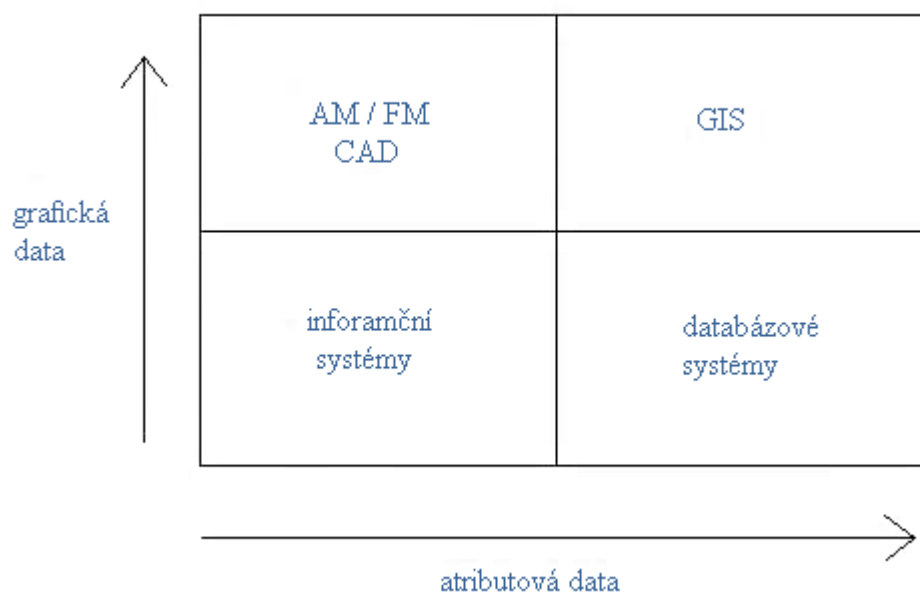 AM / FM
CAD
GIS
grafická
data
inforamční
systémy
databázové
systémy
atributová data